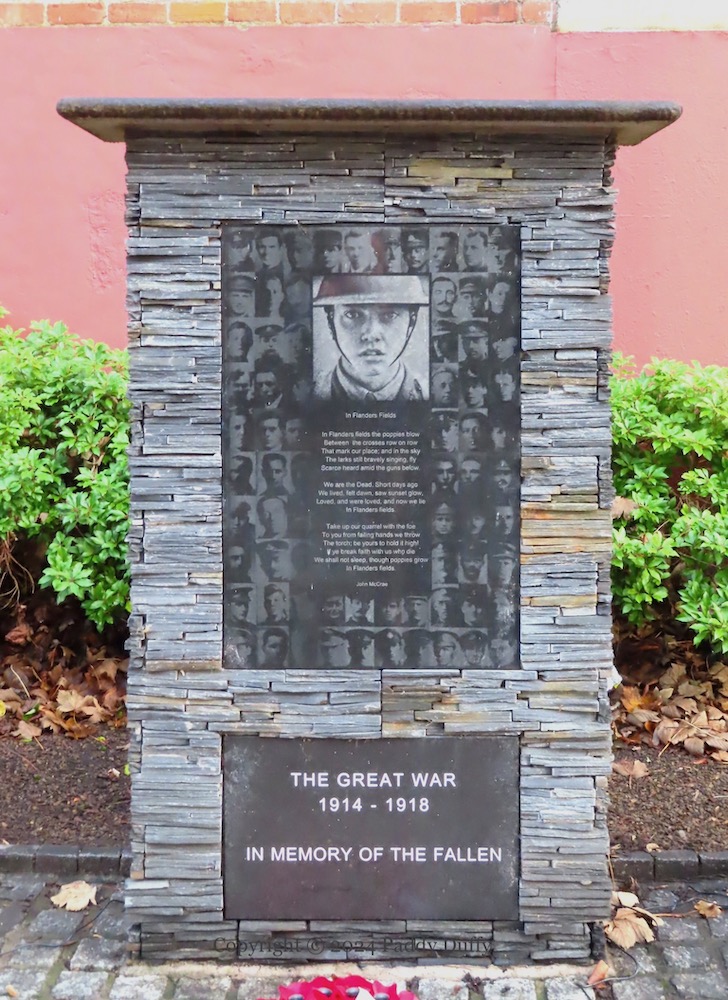 In Flanders Fields
In Flanders fields the poppies blow
Between the crosses row on row
That mark our place; and in the sky
The larks still bravely singing, fly
Scarce heard amid the guns below.
We are the Dead. Short days ago
We lived, felt dawn, saw sunset glow,
Loved, and were loved, and now we lie
In Flanders fields
Take up our quarrel with the foe
To you from failing hands we throw
The torch; be yours to hold it high!
If ye break faith with us who die
We shall not sleep, though poppies grow
In Flanders fields.
John McCrae
THE GREAT WAR
1914 - 1918
IN MEMORY OF THE FALLEN
Copyright © 2024 Paddy Duffy